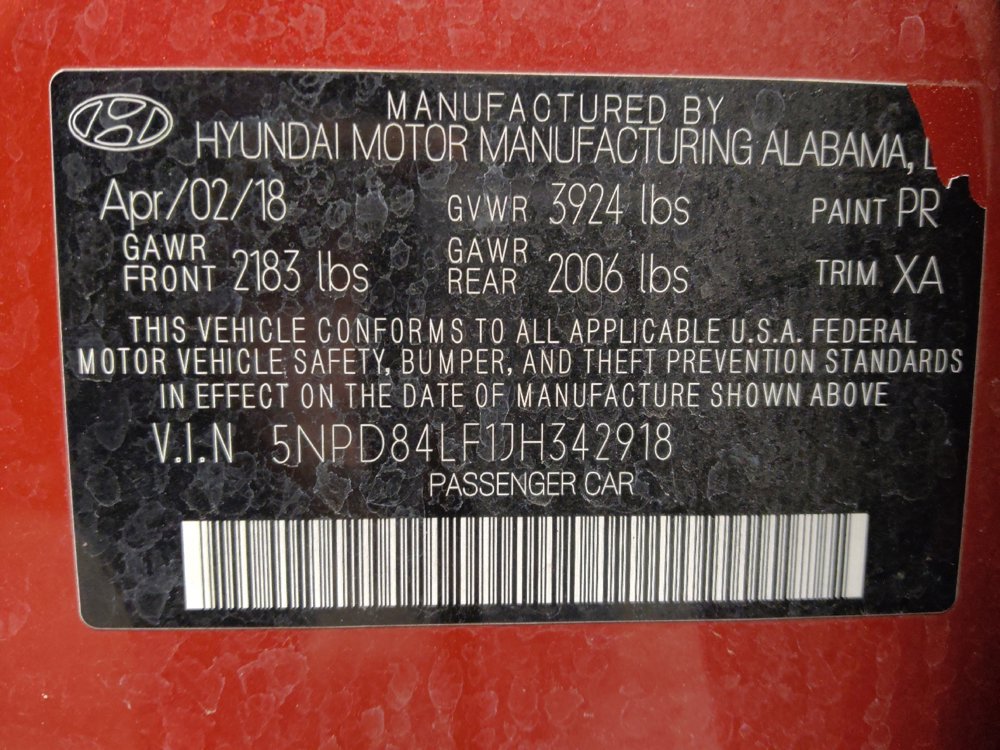 MANUFACTURED BY
HYUNDAI MOTOR MANUFACTURING ALABAMA,
Apr/02/18 GVWR 3924 lbs PAINT PR
GAWR FRONT 2183 lbs GAWR REAR 2006 lbs TRIM XA
THIS VEHICLE CONFORMS TO ALL APPLICABLE U.S.A. FEDERAL
MOTOR VEHICLE SAFETY, BUMPER, AND THEFT PREVENTION STANDARDS
IN EFFECT ON THE DATE OF MANUFACTURE SHOWN ABOVE
V.I.N 5NPD84LF1JH342918
PASSENGER CAR